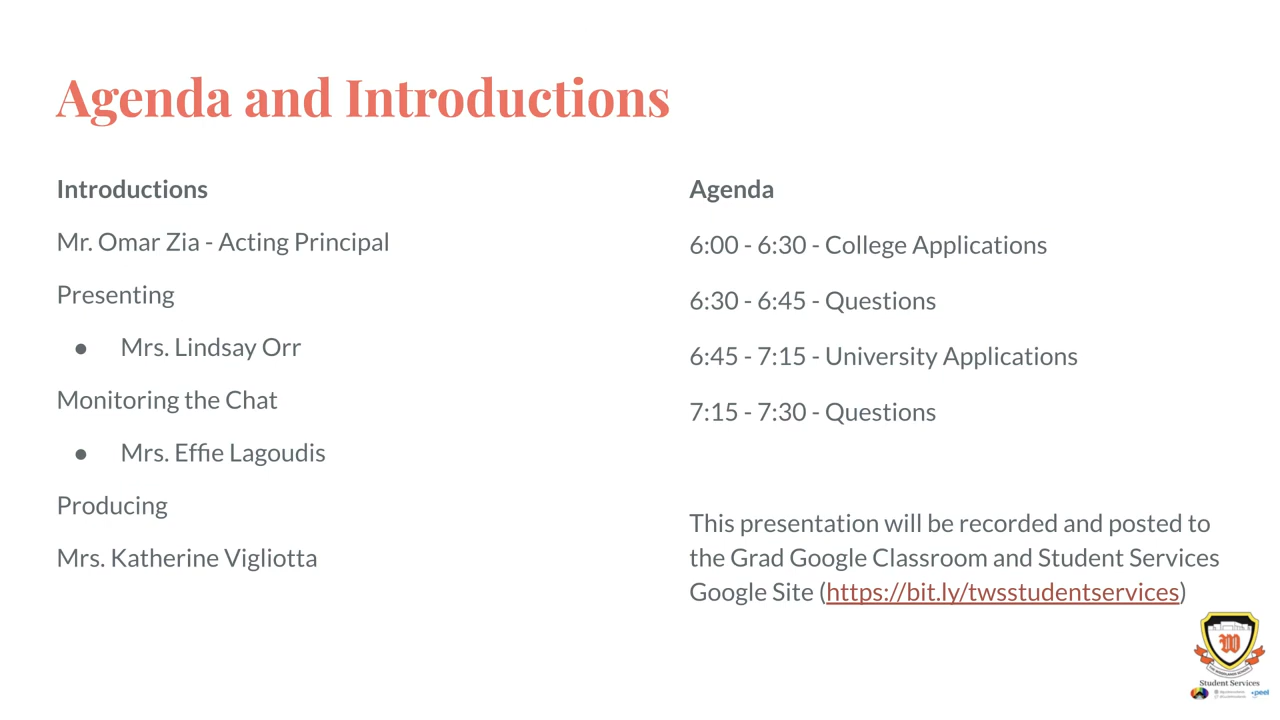 Agenda and Introductions
Introductions
Mr. Omar Zia - Acting Principal
Presenting
● Mrs. Lindsay Orr
Monitoring the Chat
● Mrs. Effie Lagoudis
Producing
Mrs. Katherine Vigliotta
Agenda
6:00 - 6:30 - College Applications
6:30 - 6:45 - Questions
6:45 - 7:15 - University Applications
7:15 - 7:30 - Questions
This presentation will be recorded and posted to
the Grad Google Classroom and Student Services
Google Site (https://bit.ly/twsstudentservices)
W
Student Services
peel